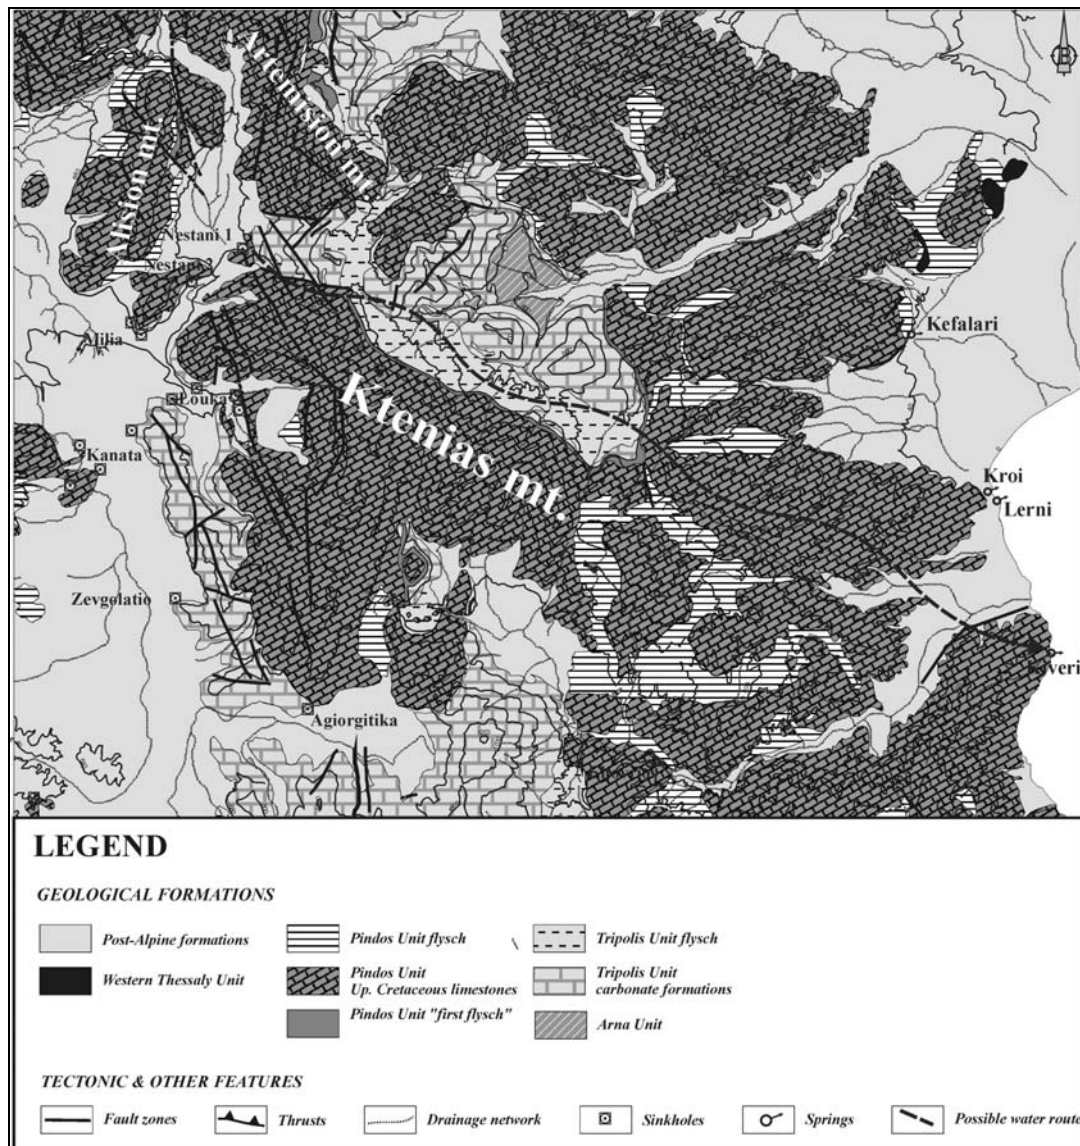 Artemision mt.
Alision mt.
B
Nestani 1
Nestani
Milia
Kefalari
Louka
Ktenias mt.
Kanata
Kroi
Lerni
Zevgolatio
Agiorgitika
LEGEND
GEOLOGICAL FORMATIONS
Post-Alpine formations
Pindos Unit flysch
Tripolis Unit flysch
Western Thessaly Unit
Pindos Unit
Up. Cretaceous limestones
Tripolis Unit
carbonate formations
Pindos Unit "first flysch"
Arna Unit
TECTONIC & OTHER FEATURES
Fault zones
Thrusts
Drainage network
Sinkholes
Springs
Possible water route